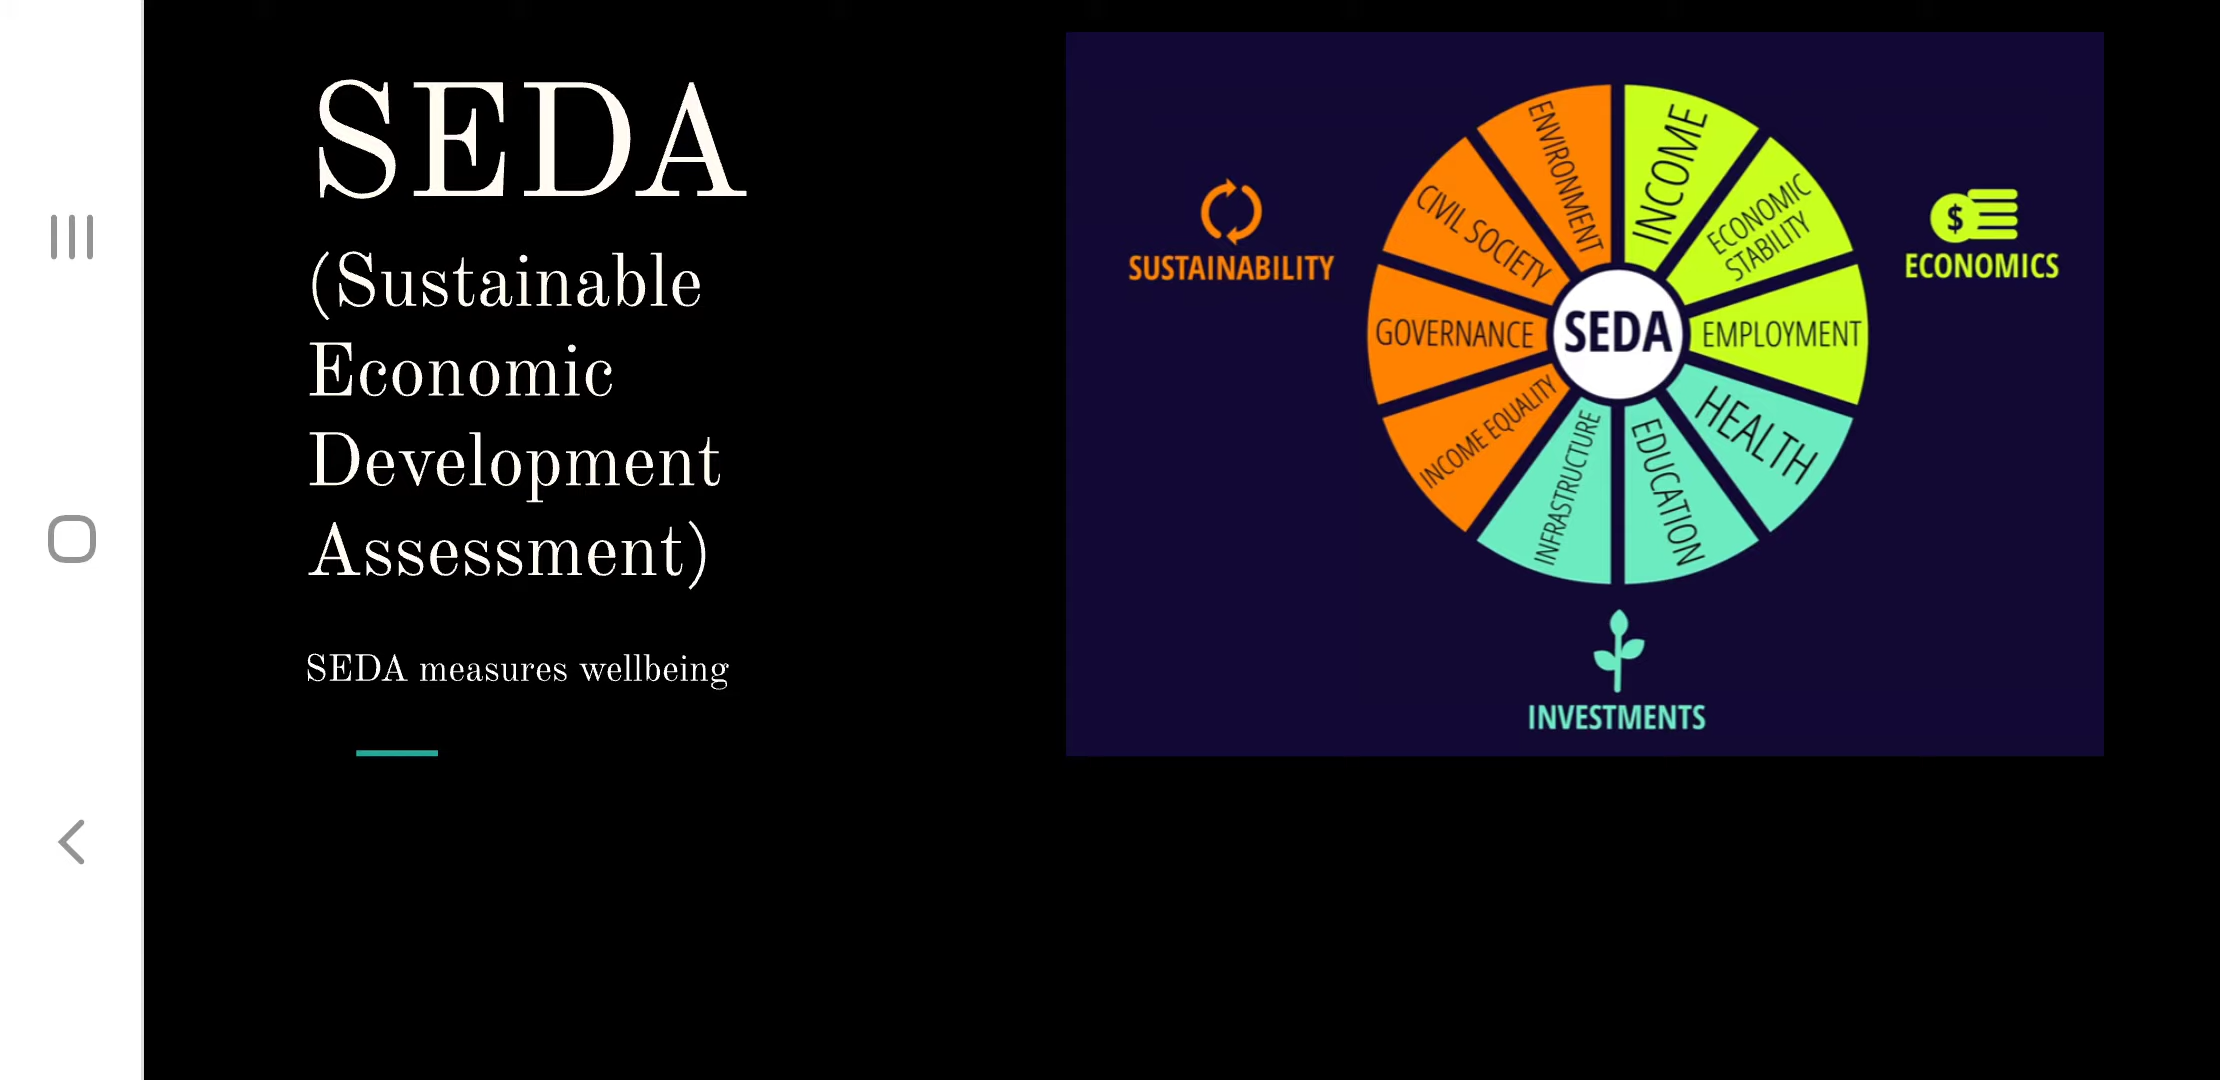 SEDA
(Sustainable
Economic
Development
Assessment)
SEDA measures wellbeing
SUSTAINABILITY
$
ECONOMICS
INCOME
ECONOMIC
STABILITY
EMPLOYMENT
HEALTH
EDUCATION
INFRASTRUCTURE
INCOME EQUALITY
GOVERNANCE
CIVIL SOCIETY
ENVIRONMENT
SEDA
INVESTMENTS